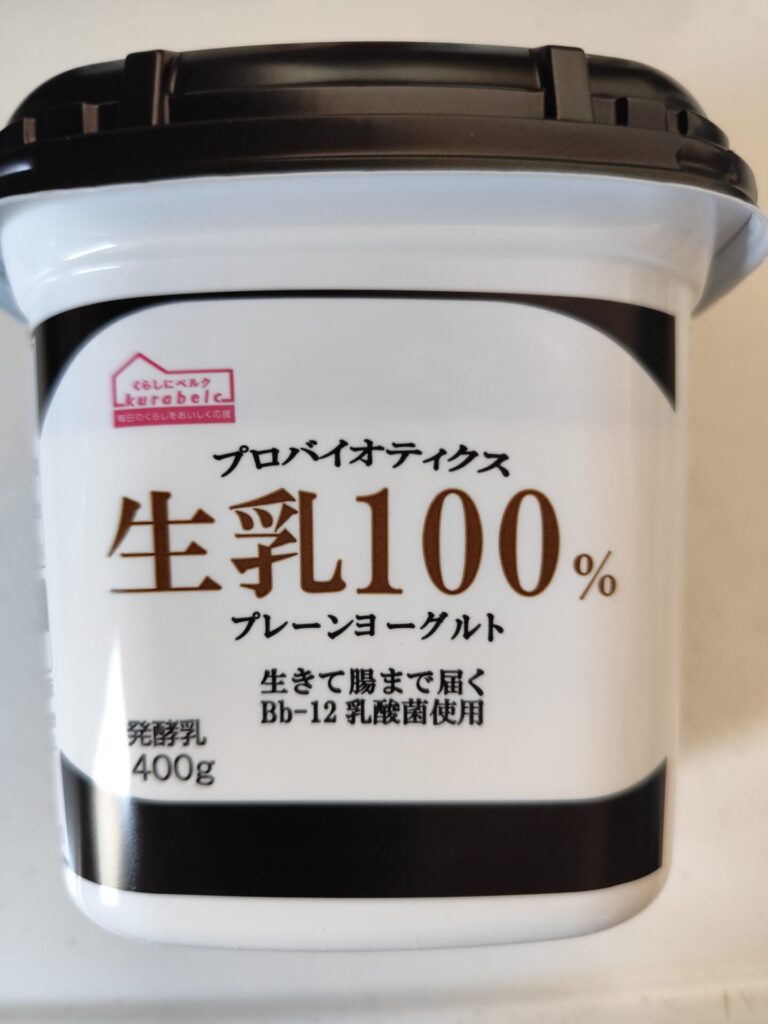 くらしにベルク
kurabelc
毎日のくらしをおいしく応援
プロバイオティクス
生乳100%
プレーンヨーグルト
生きて腸まで届く
Bb-12 乳酸菌使用
発酵乳
400g